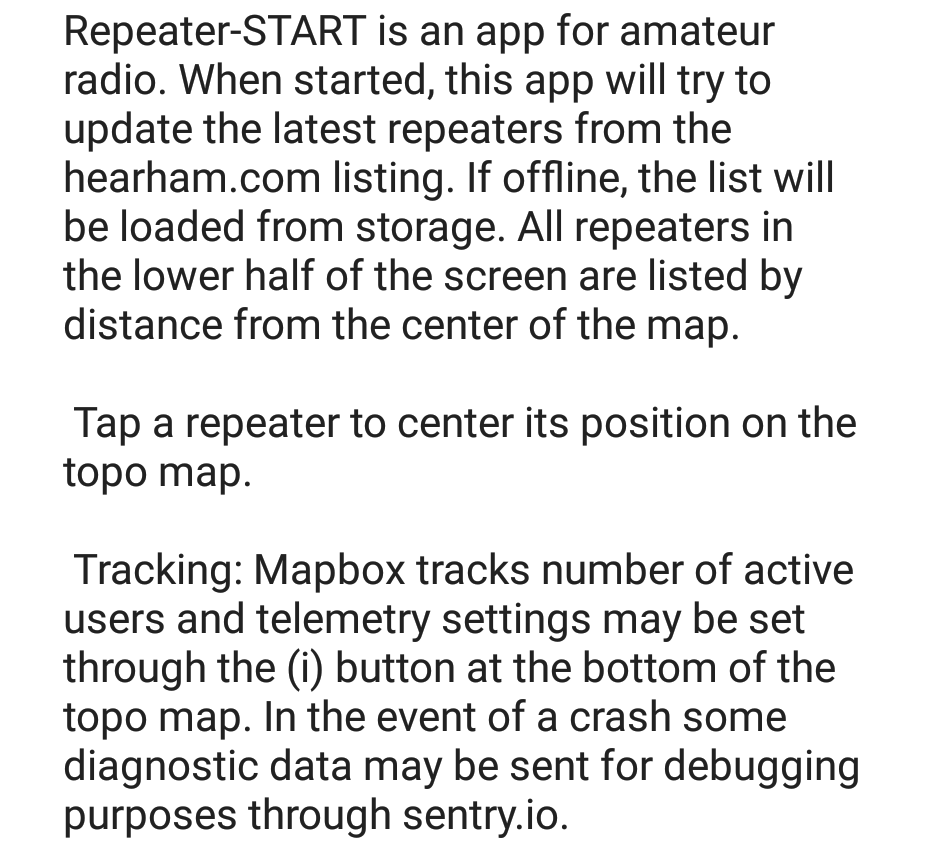 Repeater-START is an app for amateur
radio. When started, this app will try to
update the latest repeaters from the
hearham.com listing. If offline, the list will
be loaded from storage. All repeaters in
the lower half of the screen are listed by
distance from the center of the map.
Tap a repeater to center its position on the
topo map.
Tracking: Mapbox tracks number of active
users and telemetry settings may be set
through the (i) button at the bottom of the
topo map. In the event of a crash some
diagnostic data may be sent for debugging
purposes through sentry.io.